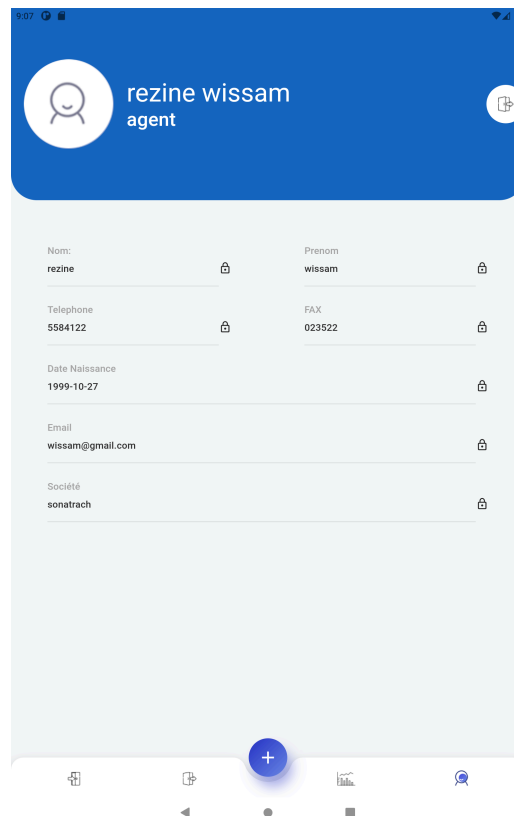 9:07
rezine wissam
agent
Nom: Prenom
rezine wissam
Telephone FAX
5584122 023522
Date Naissance
1999-10-27
Email
wissam@gmail.com
Société
sonatrach
+